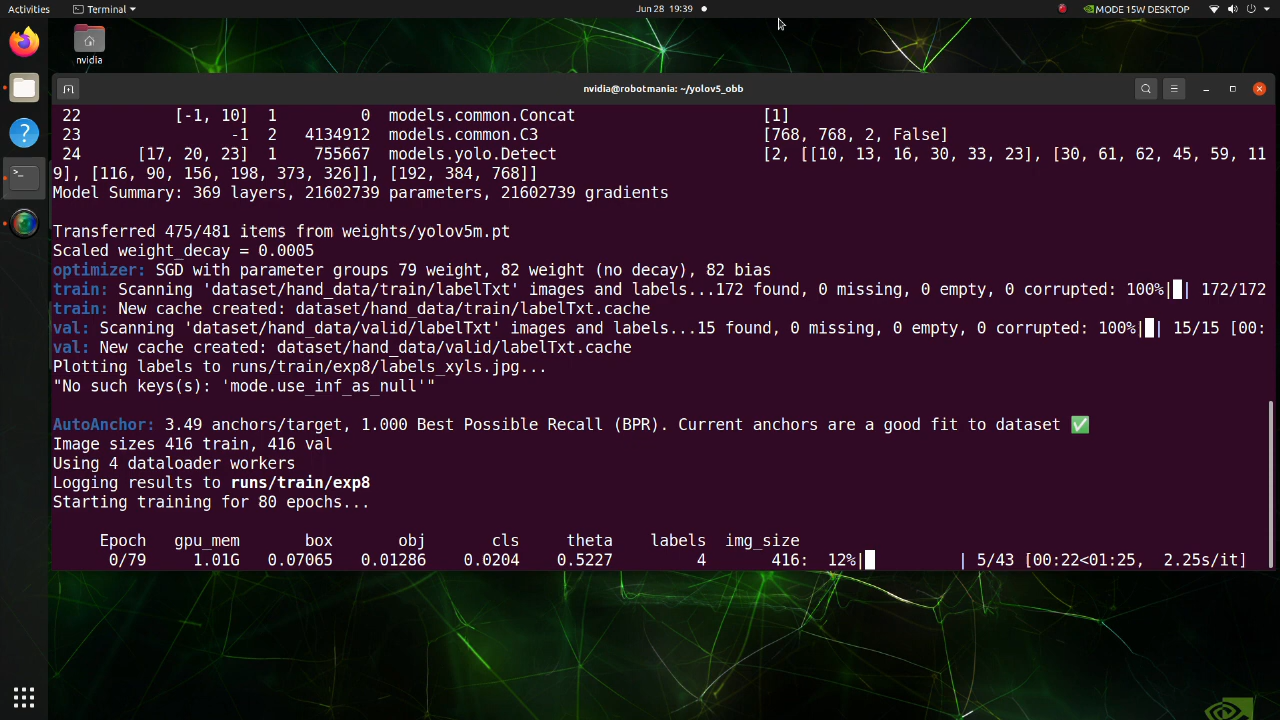 Activities
Terminal
Jun 28 19:39
MODE 15W DESKTOP
nvidia
nvidia@robotmania: ~/yolov5_obb
22 [-1, 10] 1 0 models.common.Concat [1]
23 -1 2 4134912 models.common.C3 [768, 768, 2, False]
24 [17, 20, 23] 1 755667 models.yolo.Detect [2, [[10, 13, 16, 30, 33, 23], [30, 61, 62, 45, 59, 11
9], [116, 90, 156, 198, 373, 326]], [192, 384, 768]]
Model Summary: 369 layers, 21602739 parameters, 21602739 gradients
Transferred 475/481 items from weights/yolov5m.pt
Scaled weight_decay = 0.0005
optimizer: SGD with parameter groups 79 weight, 82 weight (no decay), 82 bias
train: Scanning 'dataset/hand_data/train/labelTxt' images and labels...172 found, 0 missing, 0 empty, 0 corrupted: 100%|█| 172/172
train: New cache created: dataset/hand_data/train/labelTxt.cache
val: Scanning 'dataset/hand_data/valid/labelTxt' images and labels...15 found, 0 missing, 0 empty, 0 corrupted: 100%|█| 15/15 [00:
val: New cache created: dataset/hand_data/valid/labelTxt.cache
Plotting labels to runs/train/exp8/labels_xyls.jpg...
"No such keys(s): 'mode.use_inf_as_null'"
AutoAnchor: 3.49 anchors/target, 1.000 Best Possible Recall (BPR). Current anchors are a good fit to dataset ✅
Image sizes 416 train, 416 val
Using 4 dataloader workers
Logging results to runs/train/exp8
Starting training for 80 epochs...
Epoch gpu_mem box obj cls theta labels img_size
0/79 1.01G 0.07065 0.01286 0.0204 0.5227 4 416: 12%|█ | 5/43 [00:22<01:25, 2.25s/it]